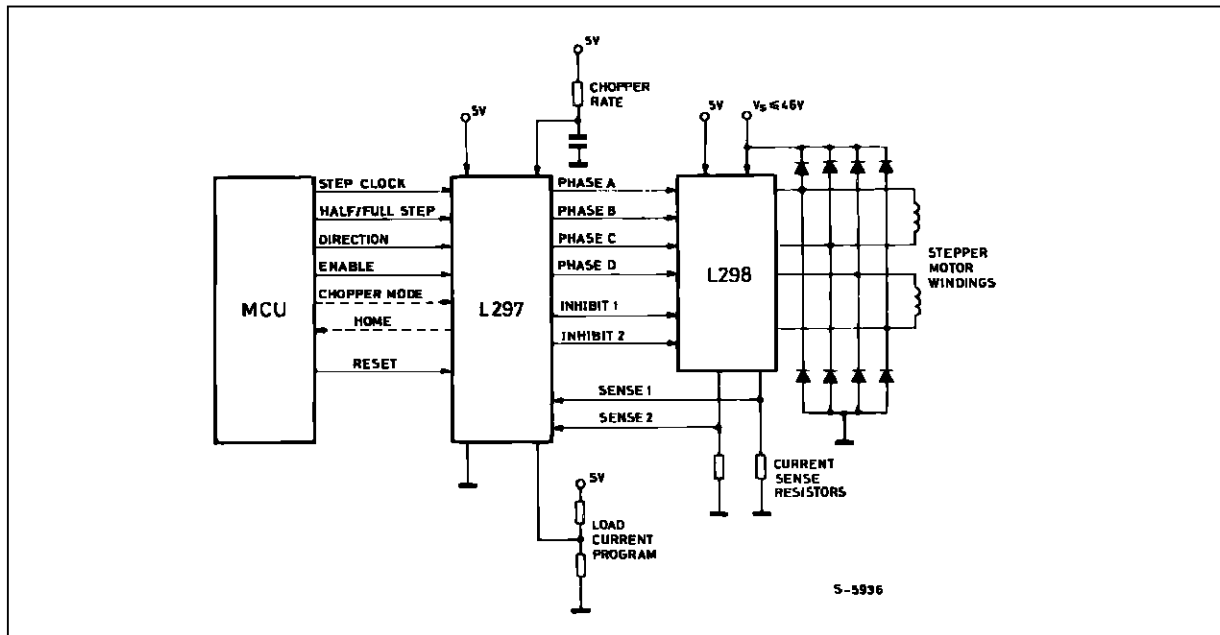 5V
CHOPPER
RATE
5V
5V
Vs ≤ 46V
STEP CLOCK
HALF/FULL STEP
DIRECTION
ENABLE
CHOPPER MODE
HOME
RESET
MCU
L297
PHASE A
PHASE B
PHASE C
PHASE D
INHIBIT 1
INHIBIT 2
SENSE 1
SENSE 2
L298
STEPPER
MOTOR
WINDINGS
CURRENT
SENSE
RESISTORS
5V
LOAD
CURRENT
PROGRAM
S-5936